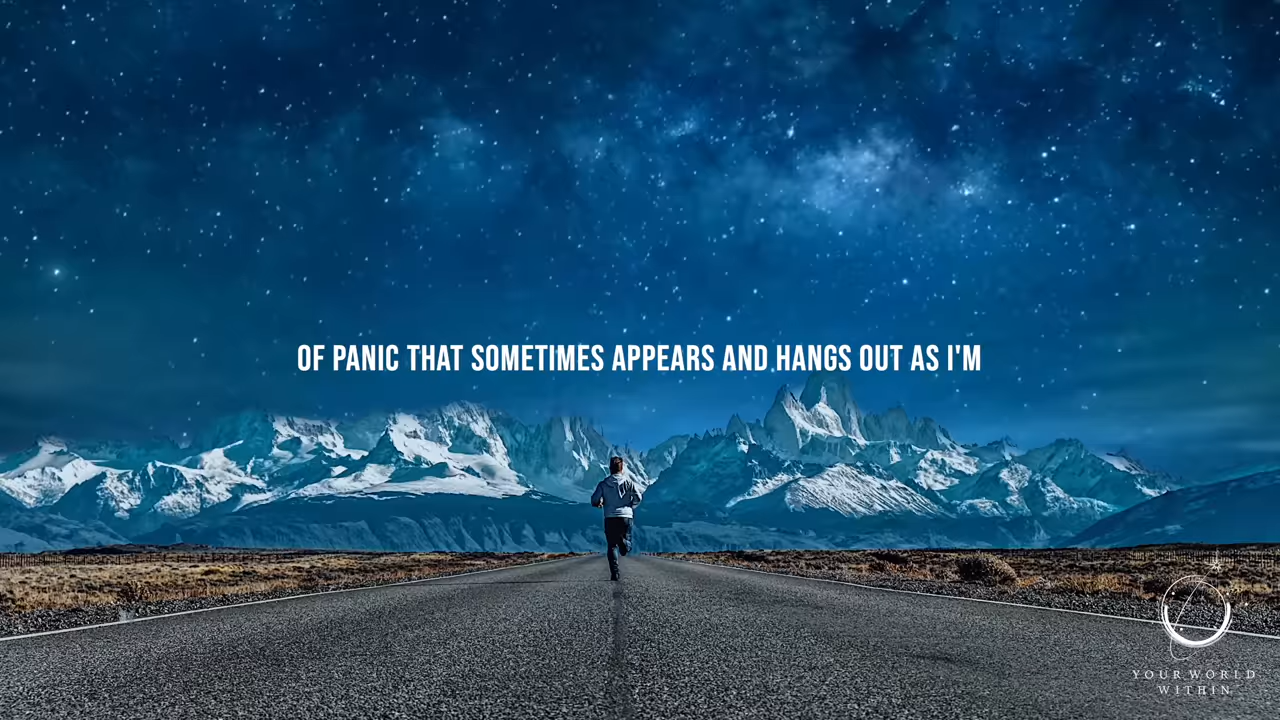 OF PANIC THAT SOMETIMES APPEARS AND HANGS OUT AS I'M
YOUR WORLD
WITHIN